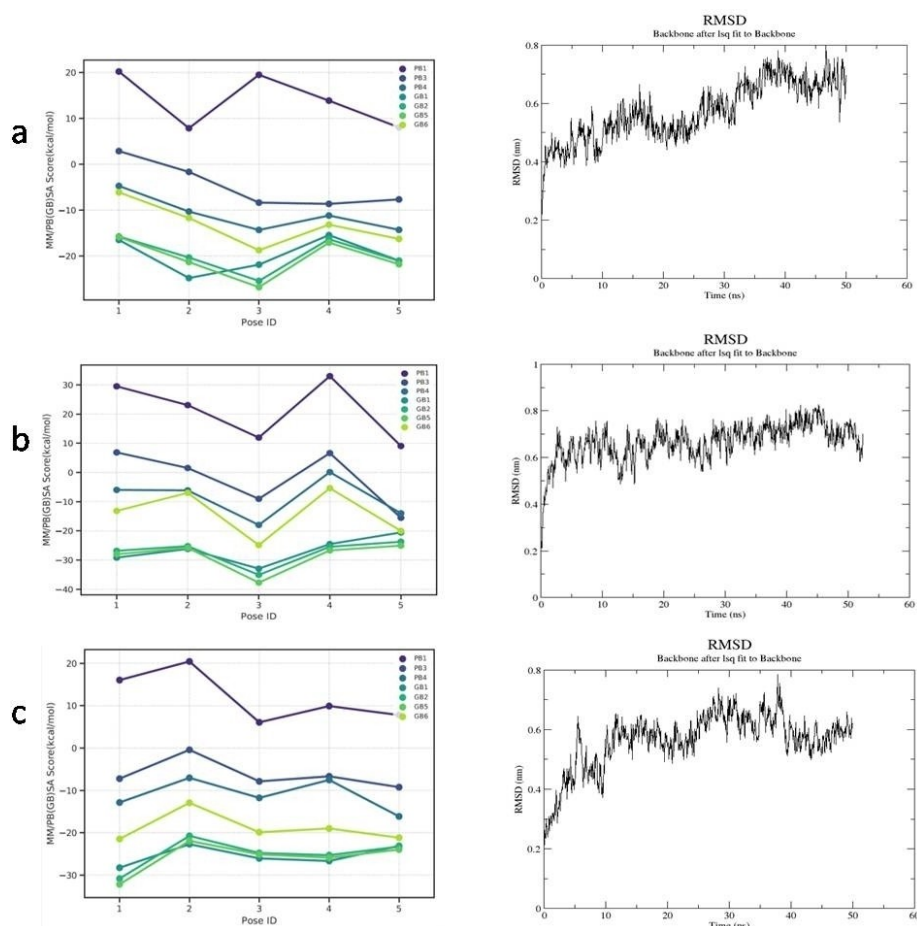 a
MM/PB(GB)SA Score(kcal/mol)
20
10
0
−10
−20
1 2 3 4 5
Pose ID
PB1
PB3
PB4
GB1
GB2
GB5
GB6
RMSD
Backbone after lsq fit to Backbone
RMSD (nm)
0.8
0.6
0.4
0.2
0
0 10 20 30 40 50 60
Time (ns)
b
MM/PB(GB)SA Score(kcal/mol)
30
20
10
0
−10
−20
−30
−40
1 2 3 4 5
Pose ID
PB1
PB3
PB4
GB1
GB2
GB5
GB6
RMSD
Backbone after lsq fit to Backbone
RMSD (nm)
1
0.8
0.6
0.4
0.2
0
0 10 20 30 40 50 60
Time (ns)
c
MM/PB(GB)SA Score(kcal/mol)
20
10
0
−10
−20
−30
1 2 3 4 5
Pose ID
PB1
PB3
PB4
GB1
GB2
GB5
GB6
RMSD
Backbone after lsq fit to Backbone
RMSD (nm)
0.8
0.6
0.4
0.2
0
0 10 20 30 40 50 60
Time (ns)